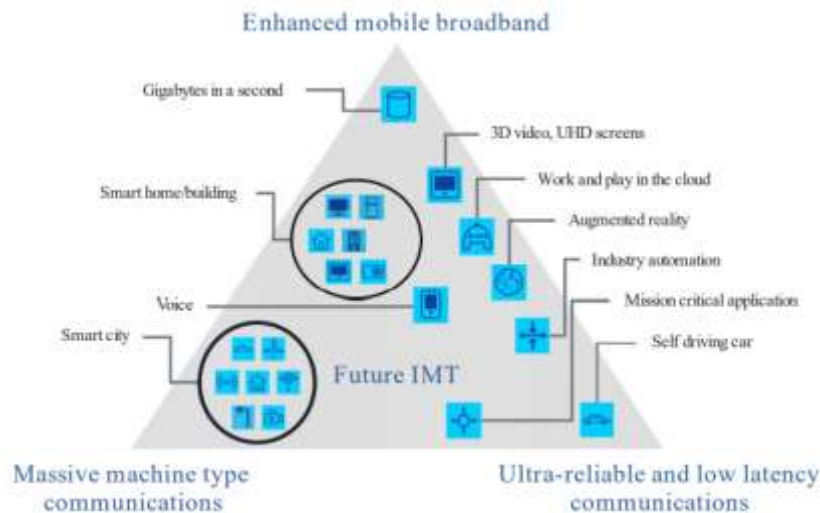 Enhanced mobile broadband
Gigabytes in a second
3D video, UHD screens
Smart home/building
Work and play in the cloud
Augmented reality
Industry automation
Voice
Mission critical application
Smart city
Self driving car
Future IMT
Massive machine type
communications
Ultra-reliable and low latency
communications